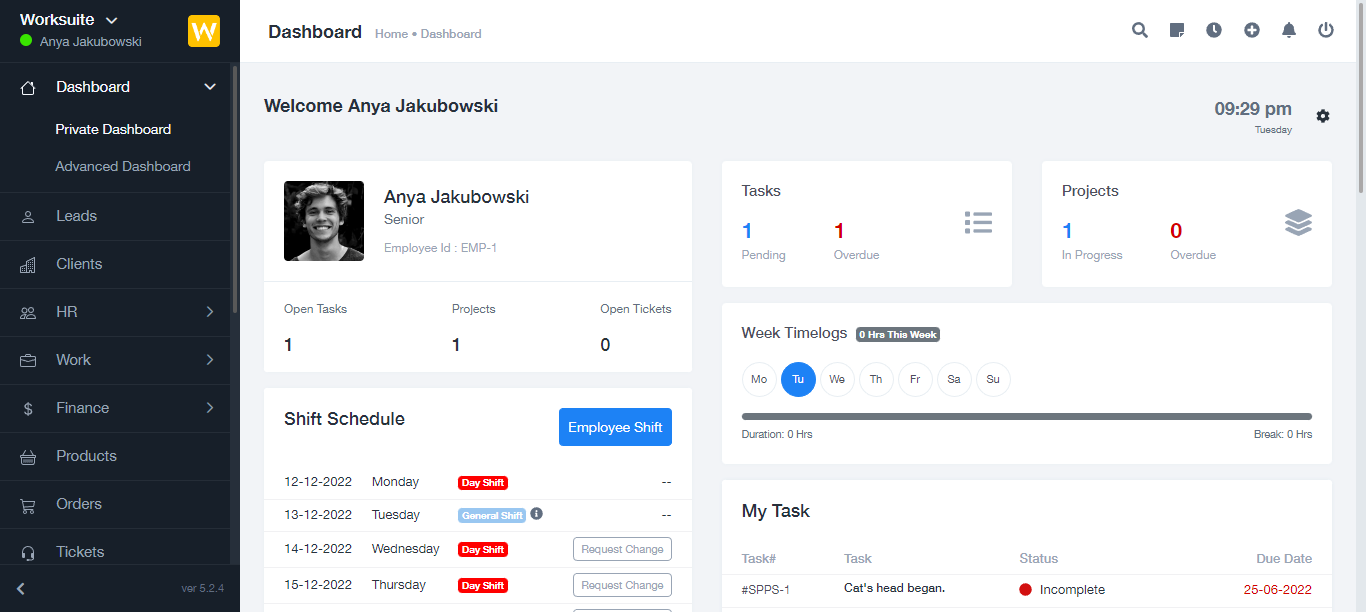 Worksuite
Anya Jakubowski
W
Dashboard
Private Dashboard
Advanced Dashboard
Leads
Clients
HR
Work
$ Finance
Products
Orders
Tickets
ver 5.2.4
Dashboard Home • Dashboard
Welcome Anya Jakubowski
09:29 pm
Tuesday
Anya Jakubowski
Senior
Employee Id : EMP-1
Open Tasks Projects Open Tickets
1 1 0
Shift Schedule Employee Shift
12-12-2022 Monday Day Shift --
13-12-2022 Tuesday General Shift i --
14-12-2022 Wednesday Day Shift Request Change
15-12-2022 Thursday Day Shift Request Change
Tasks
1 1
Pending Overdue
Projects
1 0
In Progress Overdue
Week Timelogs 0 Hrs This Week
Mo Tu We Th Fr Sa Su
Duration: 0 Hrs Break: 0 Hrs
My Task
Task# Task Status Due Date
#SPPS-1 Cat's head began. Incomplete 25-06-2022